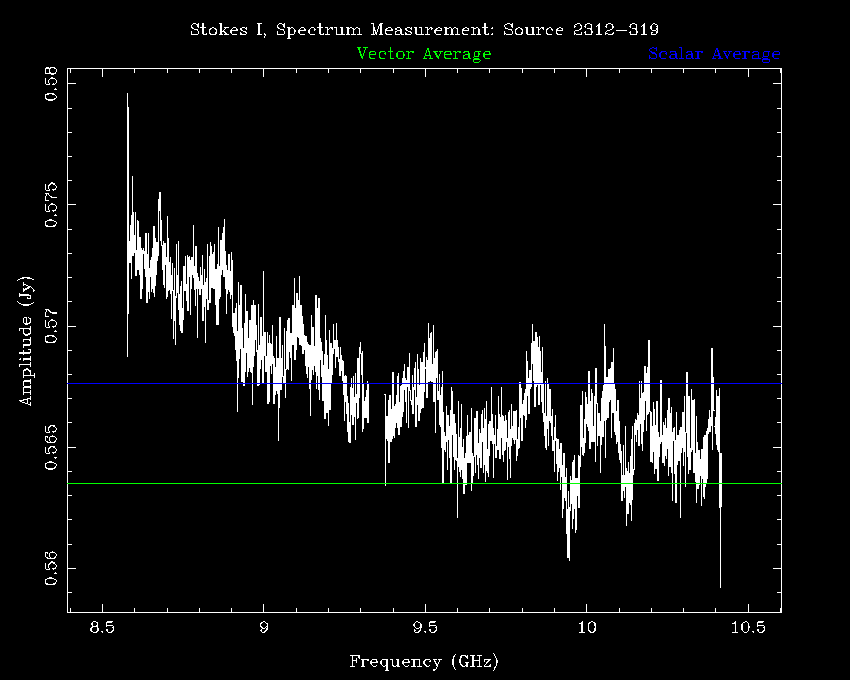 Stokes I, Spectrum Measurement: Source 2312-319
Vector Average Scalar Average
0.58
0.575
0.57
0.565
0.56
Amplitude (Jy)
8.5 9 9.5 10 10.5
Frequency (GHz)